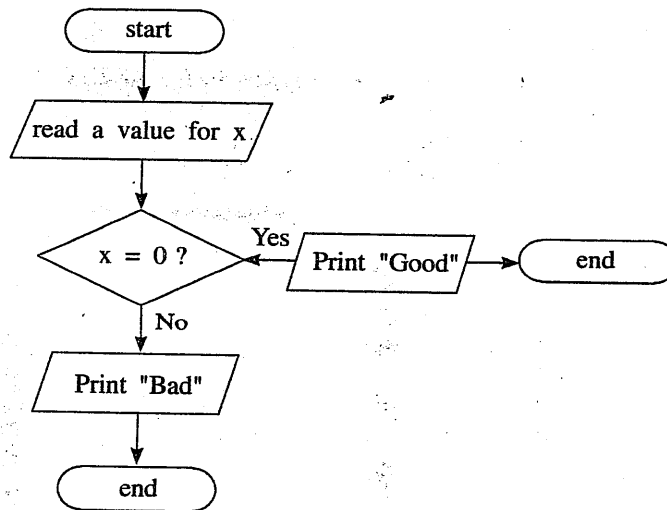 start
read a value for x
x = 0 ?
Yes
Print "Good"
end
No
Print "Bad"
end